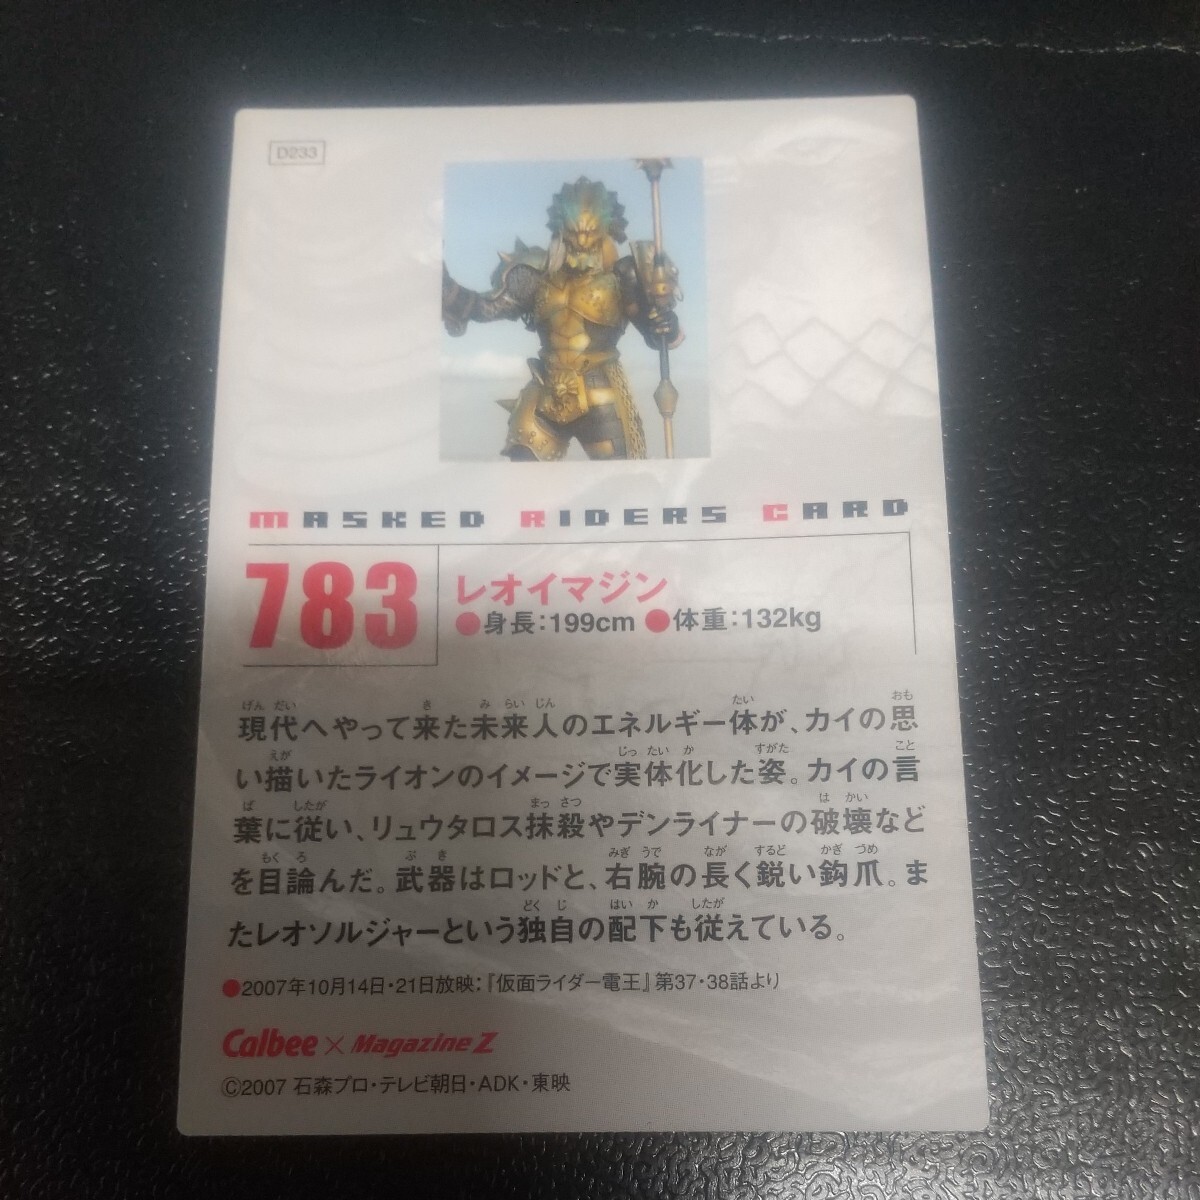 D233
MASKED RIDERS CARD
783
レオイマジン
●身長：199cm ●体重：132kg
現代へやって来た未来人のエネルギー体が、カイの思
い描いたライオンのイメージで実体化した姿。カイの言
葉に従い、リュウタロス抹殺やデンライナーの破壊など
を目論んだ。武器はロッドと、右腕の長く鋭い鈎爪。ま
たレオソルジャーという独自の配下も従えている。
●2007年10月14日・21日放映：『仮面ライダー電王』第37・38話より
Calbee × Magazine Z
©2007 石森プロ・テレビ朝日・ADK・東映